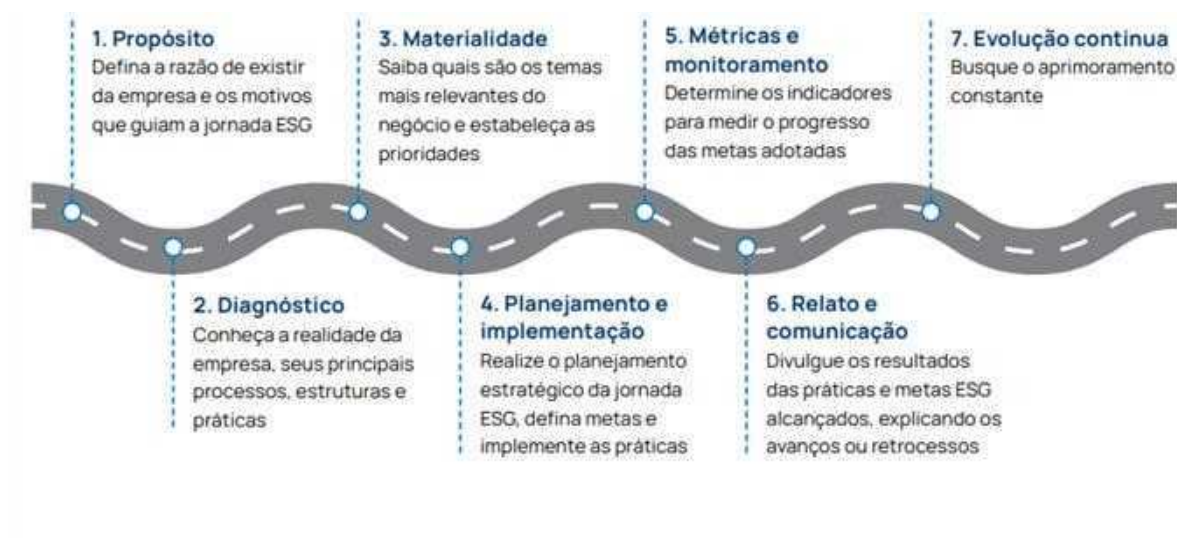 1. Propósito
Defina a razão de existir
da empresa e os motivos
que guiam a jornada ESG
2. Diagnóstico
Conheça a realidade da
empresa, seus principais
processos, estruturas e
práticas
3. Materialidade
Saiba quais são os temas
mais relevantes do
negócio e estabeleça as
prioridades
4. Planejamento e
implementação
Realize o planejamento
estratégico da jornada
ESG, defina metas e
implemente as práticas
5. Métricas e
monitoramento
Determine os indicadores
para medir o progresso
das metas adotadas
6. Relato e
comunicação
Divulgue os resultados
das práticas e metas ESG
alcançados, explicando os
avanços ou retrocessos
7. Evolução continua
Busque o aprimoramento
constante